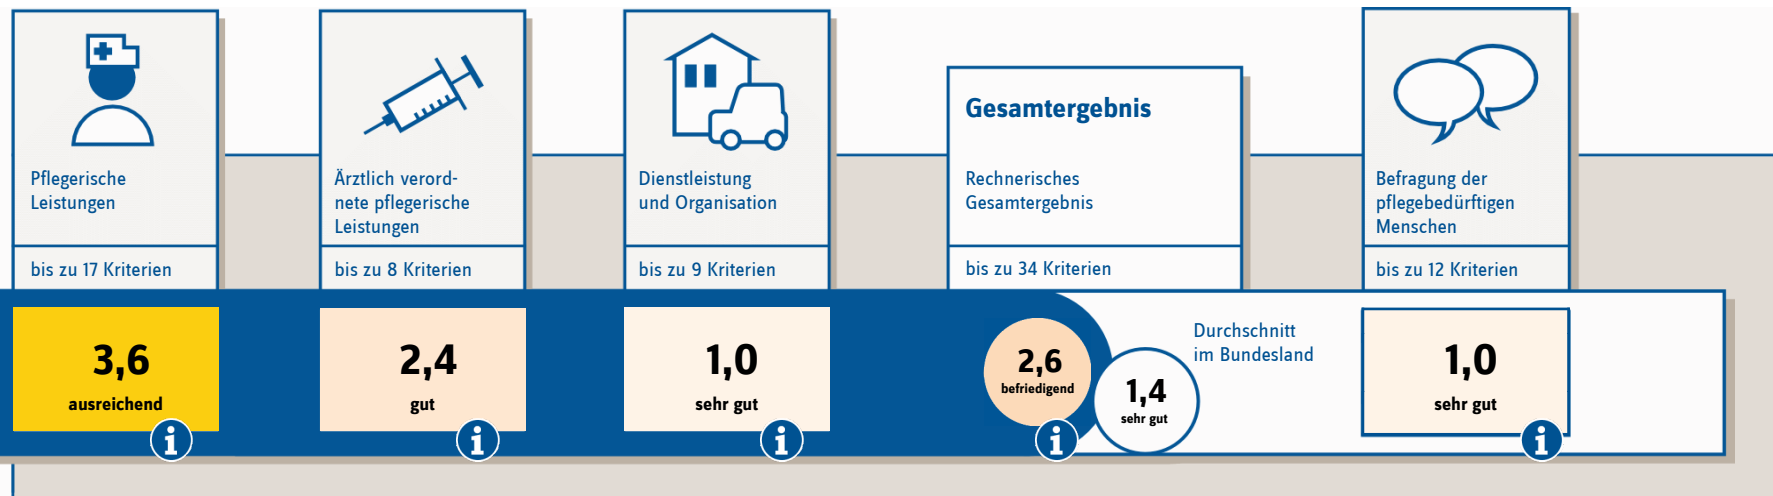 Pflegerische
Leistungen
bis zu 17 Kriterien
3,6
ausreichend
i
Ärztlich verord-
nete pflegerische
Leistungen
bis zu 8 Kriterien
2,4
gut
i
Dienstleistung
und Organisation
bis zu 9 Kriterien
1,0
sehr gut
i
Gesamtergebnis
Rechnerisches
Gesamtergebnis
bis zu 34 Kriterien
2,6
befriedigend
i
Durchschnitt
im Bundesland
1,4
sehr gut
Befragung der
pflegebedürftigen
Menschen
bis zu 12 Kriterien
1,0
sehr gut
i